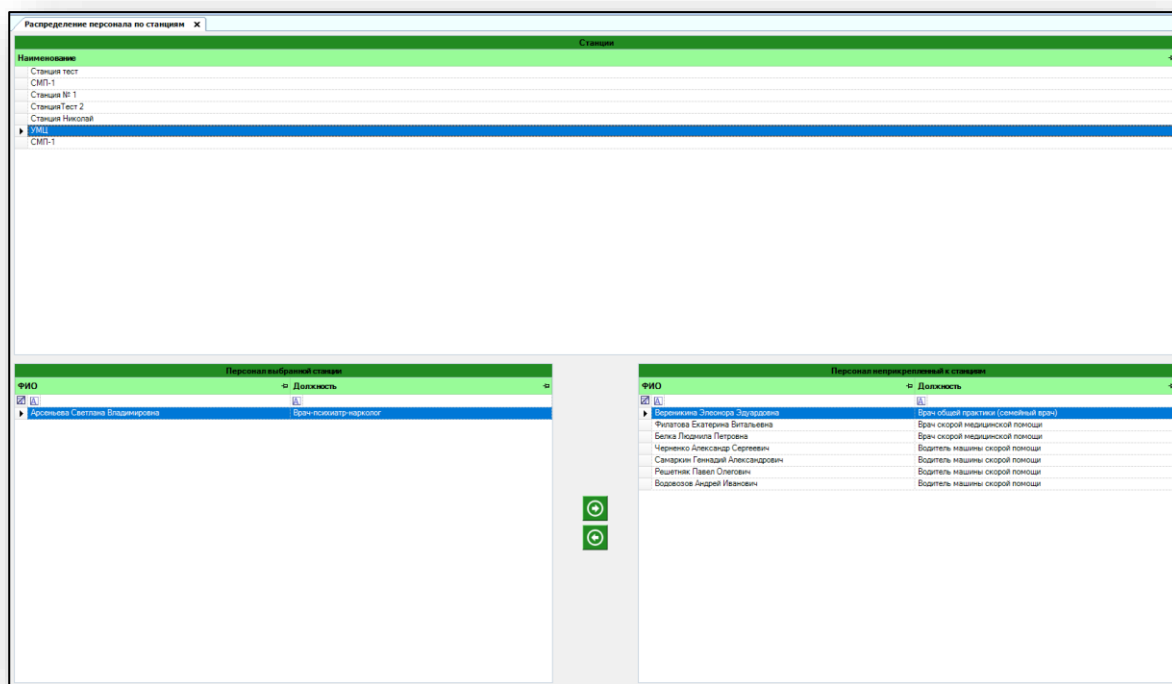 Распределение персонала по станциям X
Станции
Наименование
Станция тест
СМП-1
Станция № 1
СтанцияТест 2
Станция Николай
УМЦ
СМП-1
Персонал выбранной станции
ФИО Должность
Арсеньева Светлана Владимировна Врач-психиатр-нарколог
Персонал неприкрепленный к станциям
ФИО Должность
Вереникина Элеонора Эдуардовна Врач общей практики (семейный врач)
Филатова Екатерина Витальевна Врач скорой медицинской помощи
Белка Людмила Петровна Врач скорой медицинской помощи
Черненко Александр Сергеевич Водитель машины скорой помощи
Самаркин Геннадий Александрович Водитель машины скорой помощи
Решетняк Павел Олегович Водитель машины скорой помощи
Водовозов Андрей Иванович Водитель машины скорой помощи